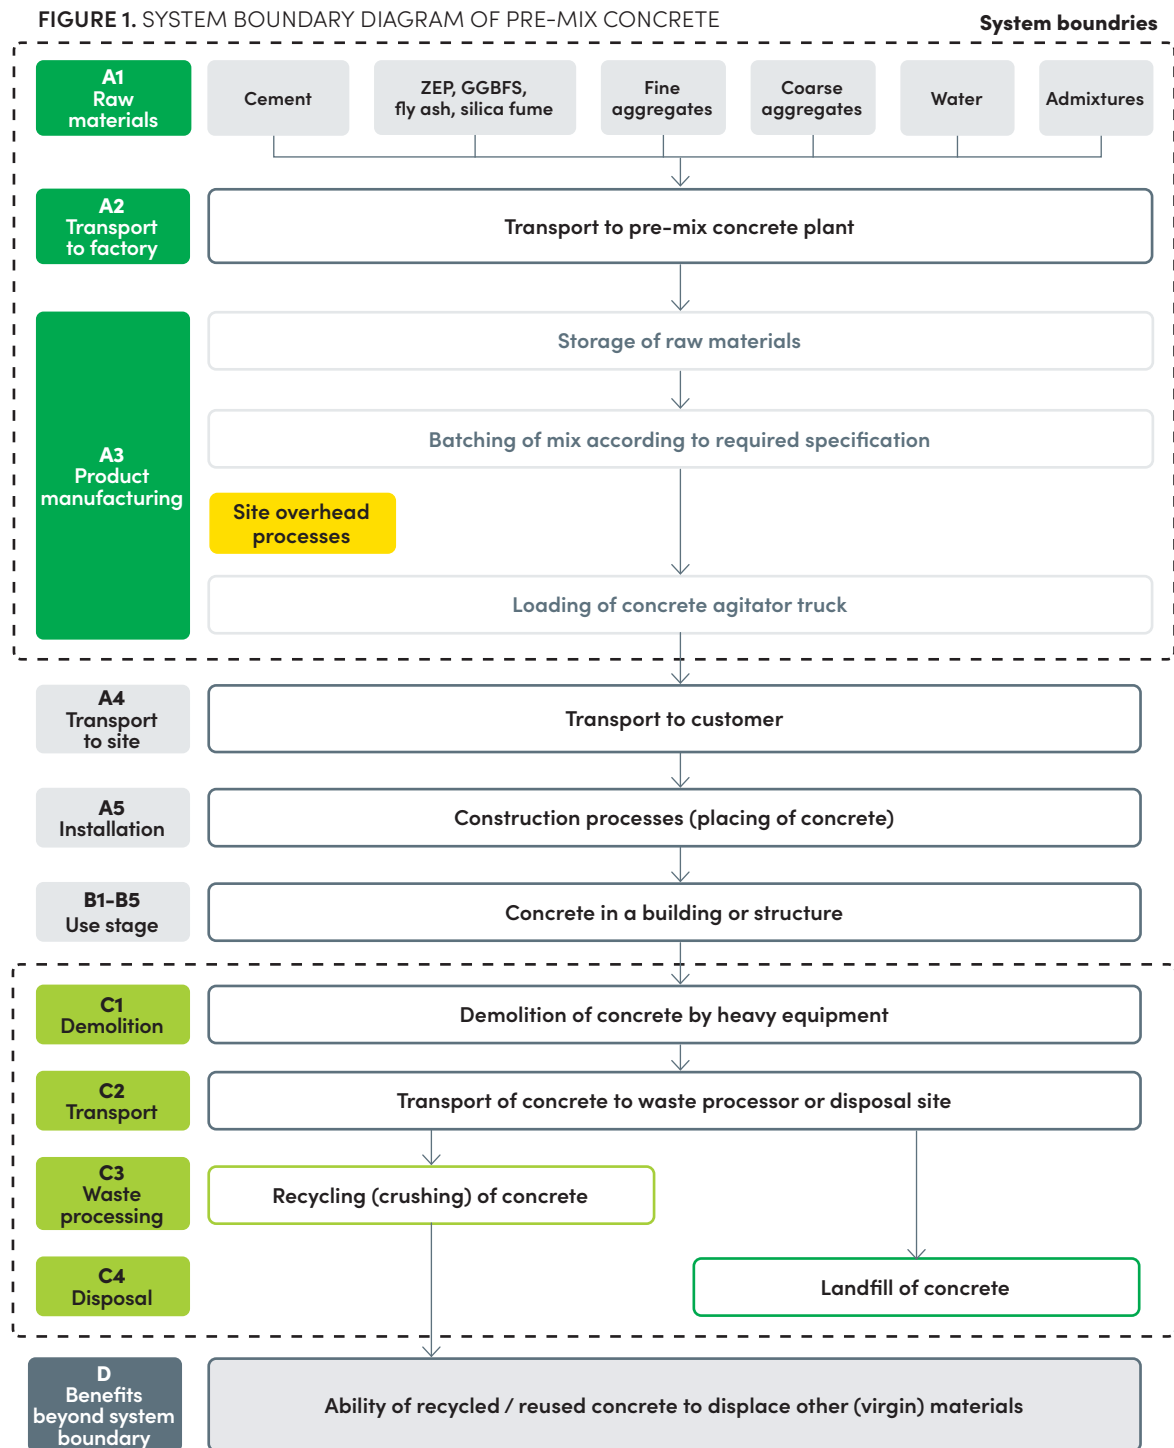 FIGURE 1. SYSTEM BOUNDARY DIAGRAM OF PRE-MIX CONCRETE
System boundries
A1
Raw
materials
Cement
ZEP, GGBFS,
fly ash, silica fume
Fine
aggregates
Coarse
aggregates
Water
Admixtures
A2
Transport
to factory
Transport to pre-mix concrete plant
A3
Product
manufacturing
Storage of raw materials
Batching of mix according to required specification
Site overhead
processes
Loading of concrete agitator truck
A4
Transport
to site
Transport to customer
A5
Installation
Construction processes (placing of concrete)
B1-B5
Use stage
Concrete in a building or structure
C1
Demolition
Demolition of concrete by heavy equipment
C2
Transport
Transport of concrete to waste processor or disposal site
C3
Waste
processing
Recycling (crushing) of concrete
C4
Disposal
Landfill of concrete
D
Benefits
beyond system
boundary
Ability of recycled / reused concrete to displace other (virgin) materials